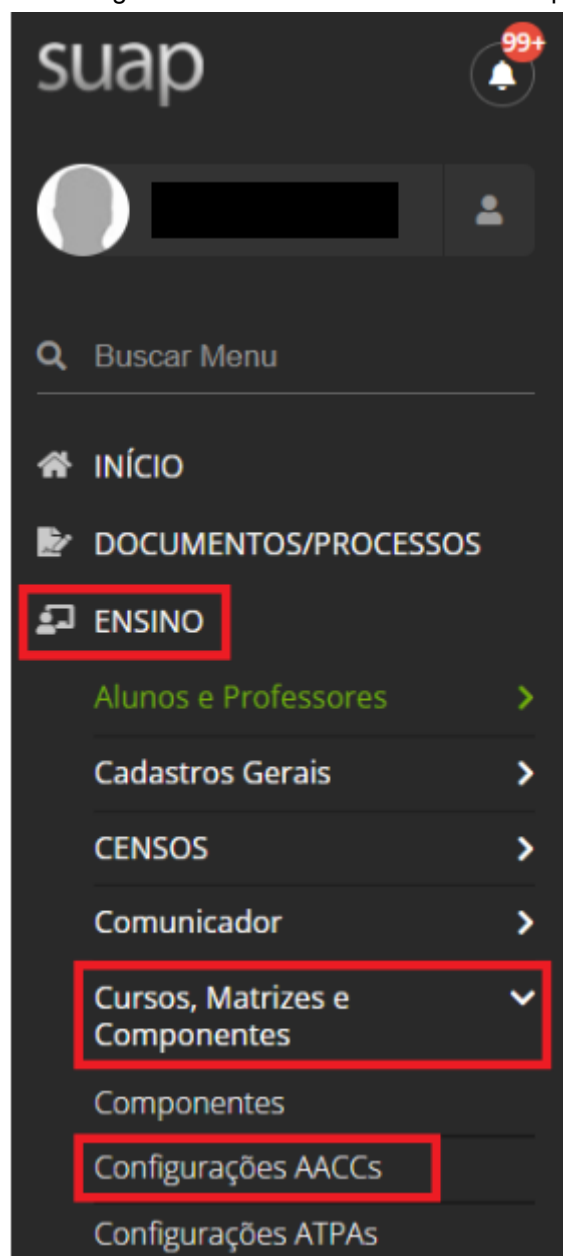 suap
99+
Buscar Menu
INÍCIO
DOCUMENTOS/PROCESSOS
ENSINO
Alunos e Professores
Cadastros Gerais
CENSOS
Comunicador
Cursos, Matrizes e
Componentes
Componentes
Configurações AACCs
Configurações ATPAs